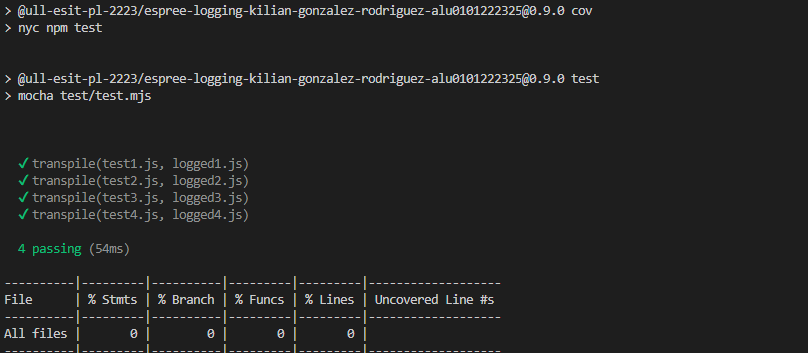 > @ull-esit-pl-2223/espree-logging-kilian-gonzalez-rodriguez-alu0101222325@0.9.0 cov
> nyc npm test
> @ull-esit-pl-2223/espree-logging-kilian-gonzalez-rodriguez-alu0101222325@0.9.0 test
> mocha test/test.mjs
✓ transpile(test1.js, logged1.js)
✓ transpile(test2.js, logged2.js)
✓ transpile(test3.js, logged3.js)
✓ transpile(test4.js, logged4.js)
4 passing (54ms)
----------|---------|----------|---------|---------|-------------------
File      | % Stmts | % Branch | % Funcs | % Lines | Uncovered Line #s
----------|---------|----------|---------|---------|-------------------
All files |       0 |        0 |       0 |       0 |
----------|---------|----------|---------|---------|-------------------